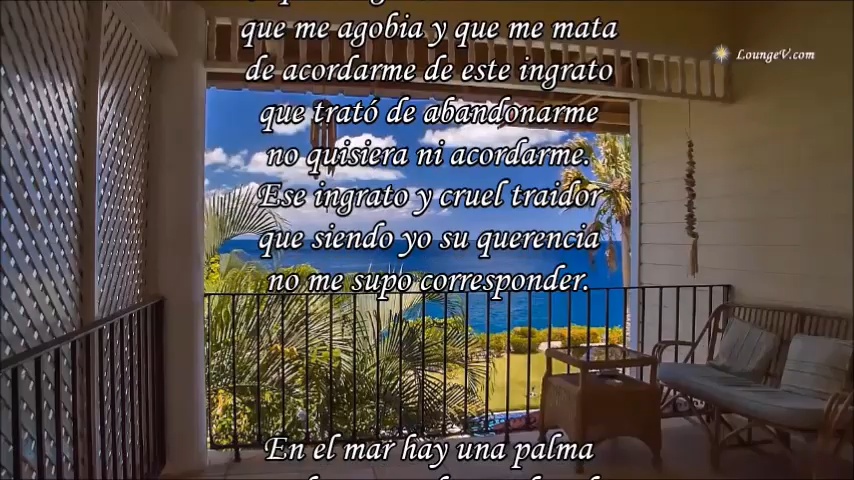 que me agobia y que me mata
de acordarme de este ingrato
que trató de abandonarme
no quisiera ni acordarme.
Ese ingrato y cruel traidor
que siendo yo su querencia
no me supo corresponder.
En el mar hay una palma
LoungeV.com